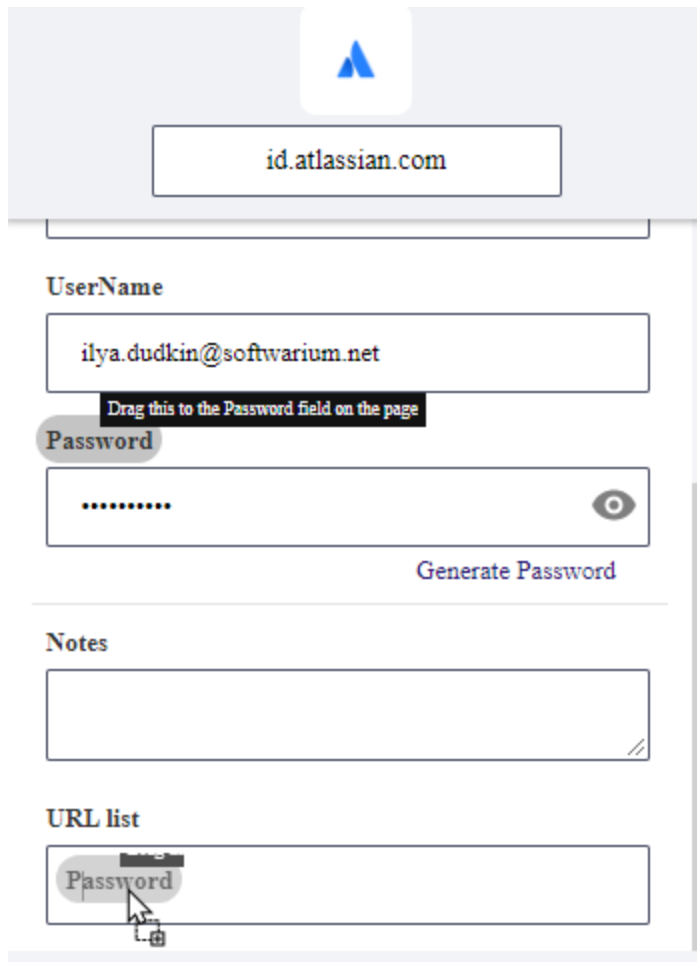 id.atlassian.com
UserName
ilya.dudkin@softwarium.net
Drag this to the Password field on the page
Password
Generate Password
Notes
URL list
Password